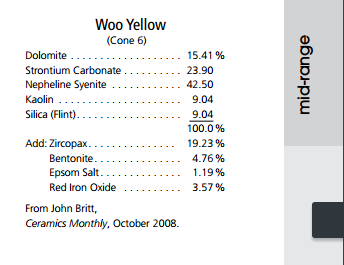 Woo Yellow
(Cone 6)
Dolomite . . . . . . . . . . . . . . . . . . . 15.41 %
Strontium Carbonate . . . . . . . . . . 23.90
Nepheline Syenite . . . . . . . . . . . . . 42.50
Kaolin . . . . . . . . . . . . . . . . . . . . . 9.04
Silica (Flint). . . . . . . . . . . . . . . . . . 9.04
100.0 %
Add: Zircopax. . . . . . . . . . . . . . . . 19.23 %
Bentonite. . . . . . . . . . . . . . . 4.76 %
Epsom Salt. . . . . . . . . . . . . . 1.19 %
Red Iron Oxide . . . . . . . . . . 3.57 %
From John Britt,
Ceramics Monthly, October 2008.
mid-range